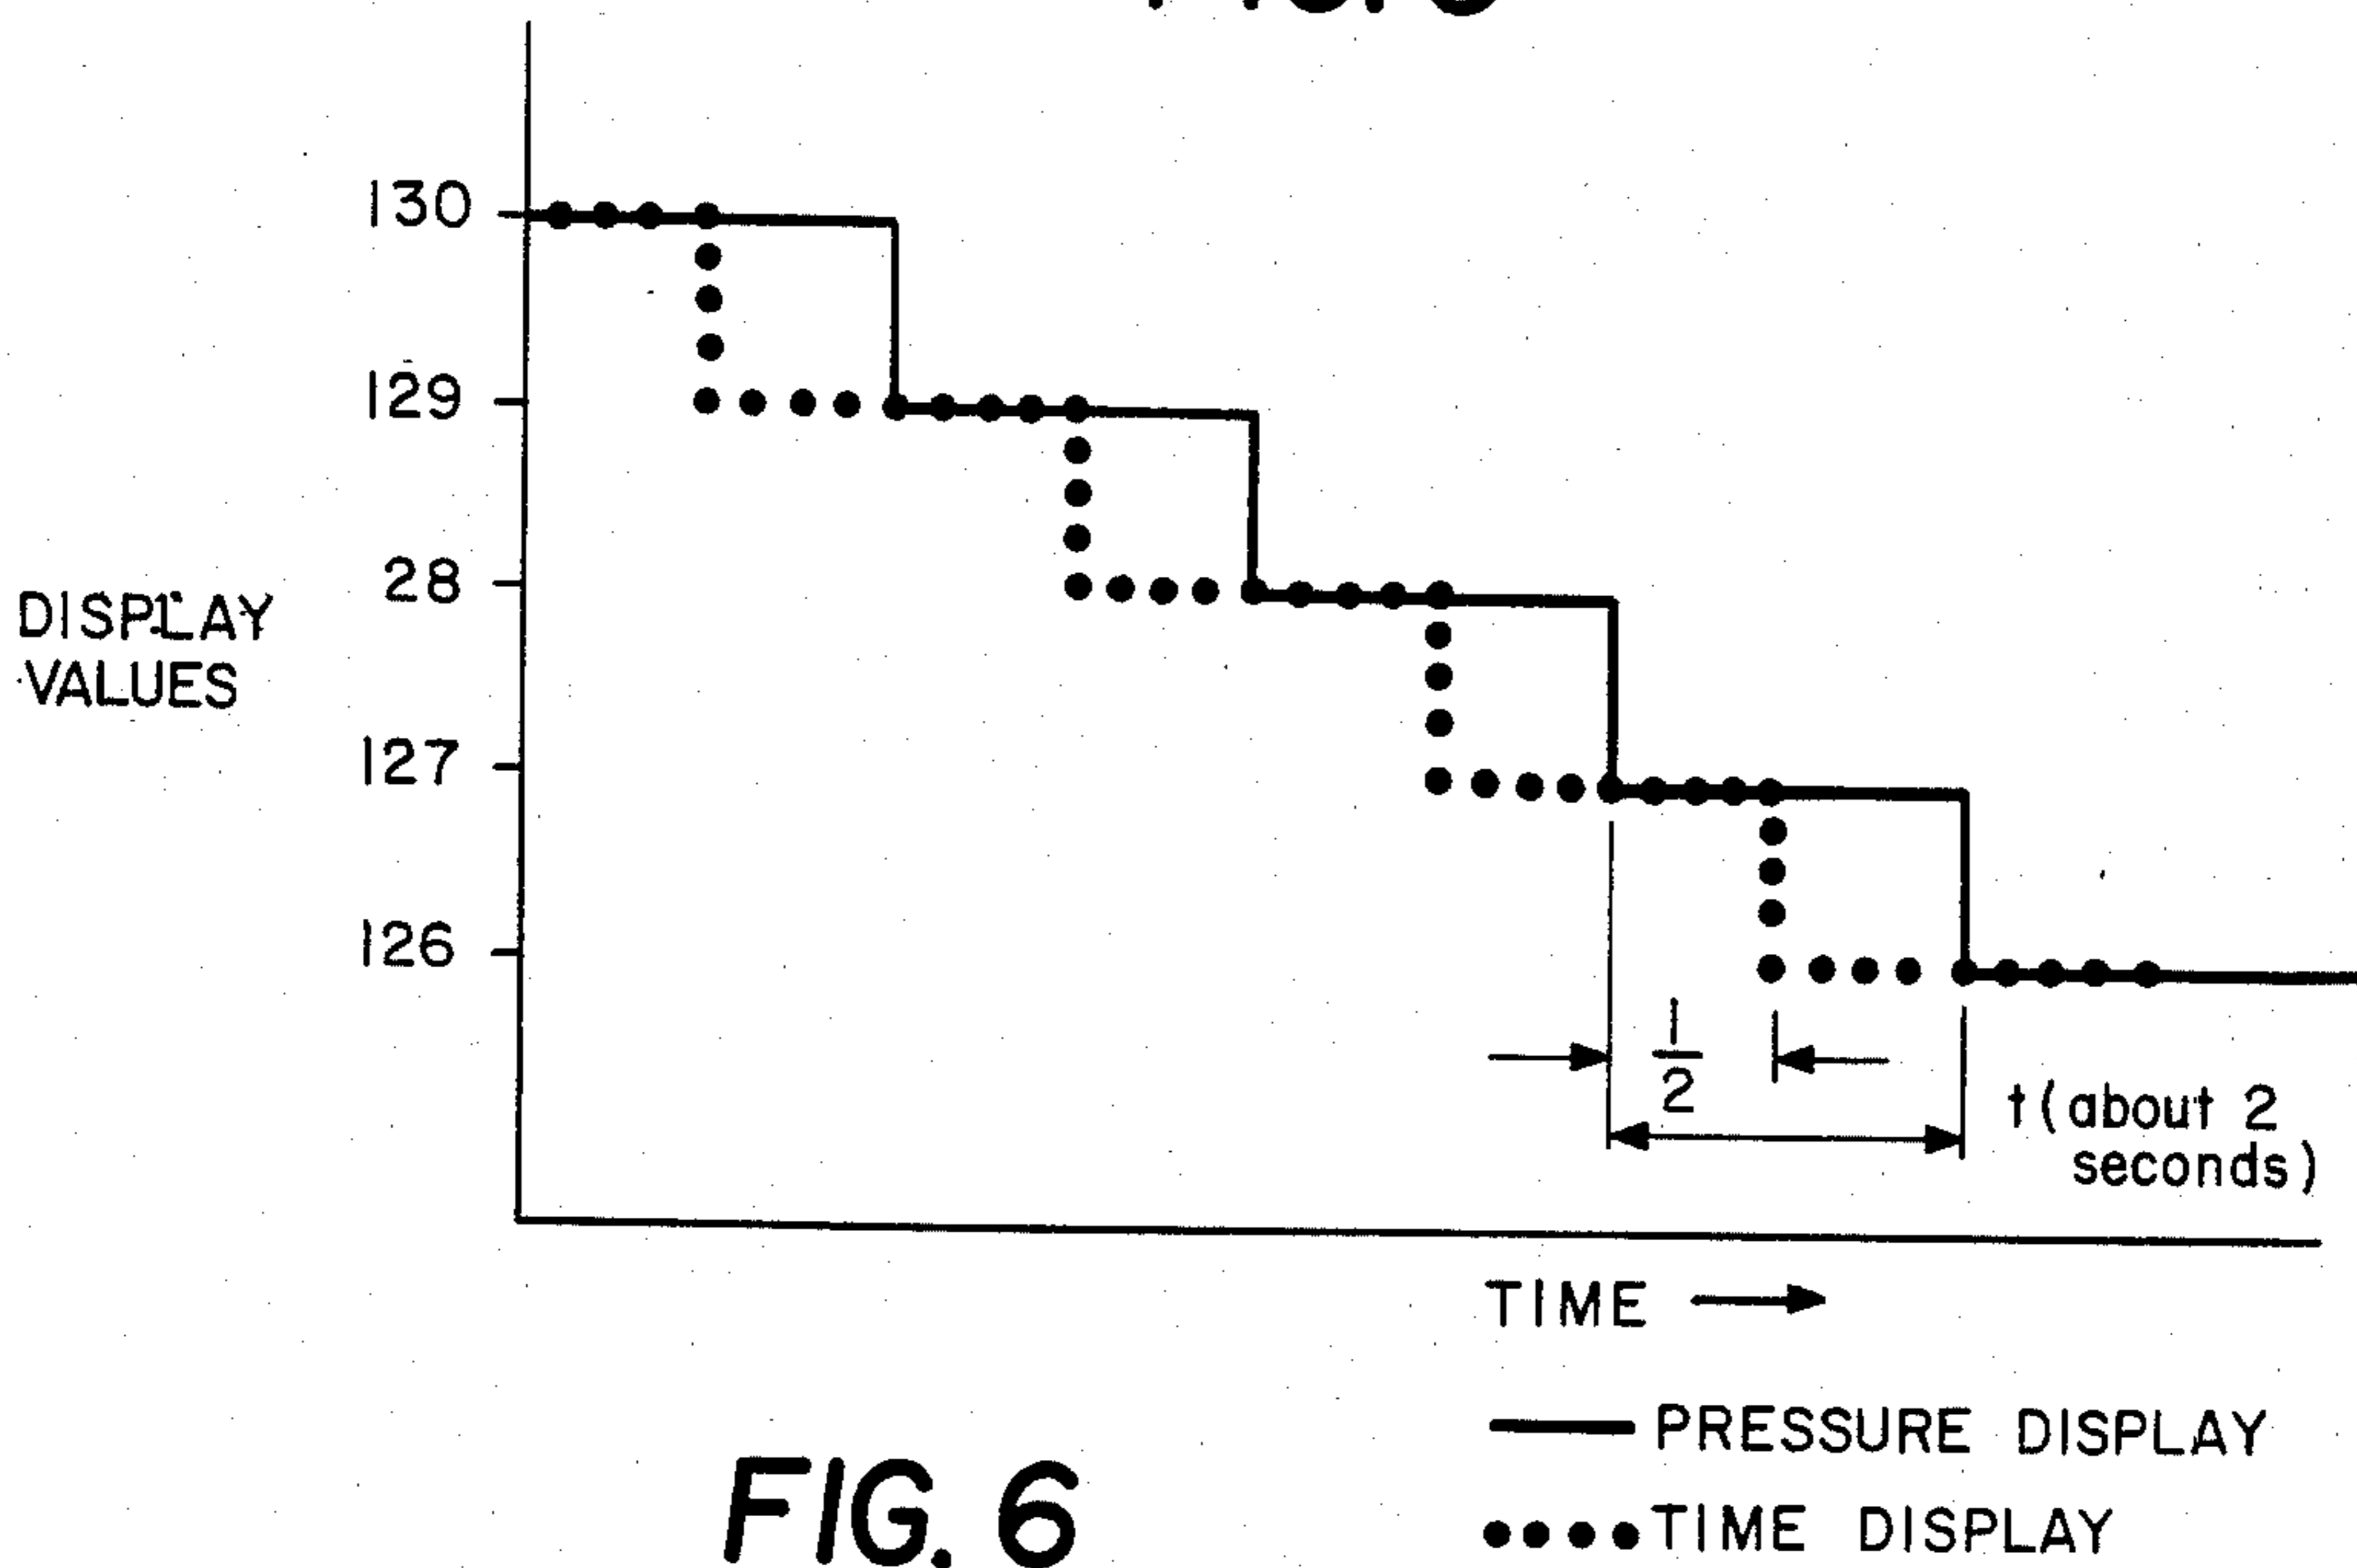 130
129
28
DISPLAY
VALUES
127
126
1
2
t(about 2
seconds)
TIME
PRESSURE DISPLAY
TIME DISPLAY
FIG. 6